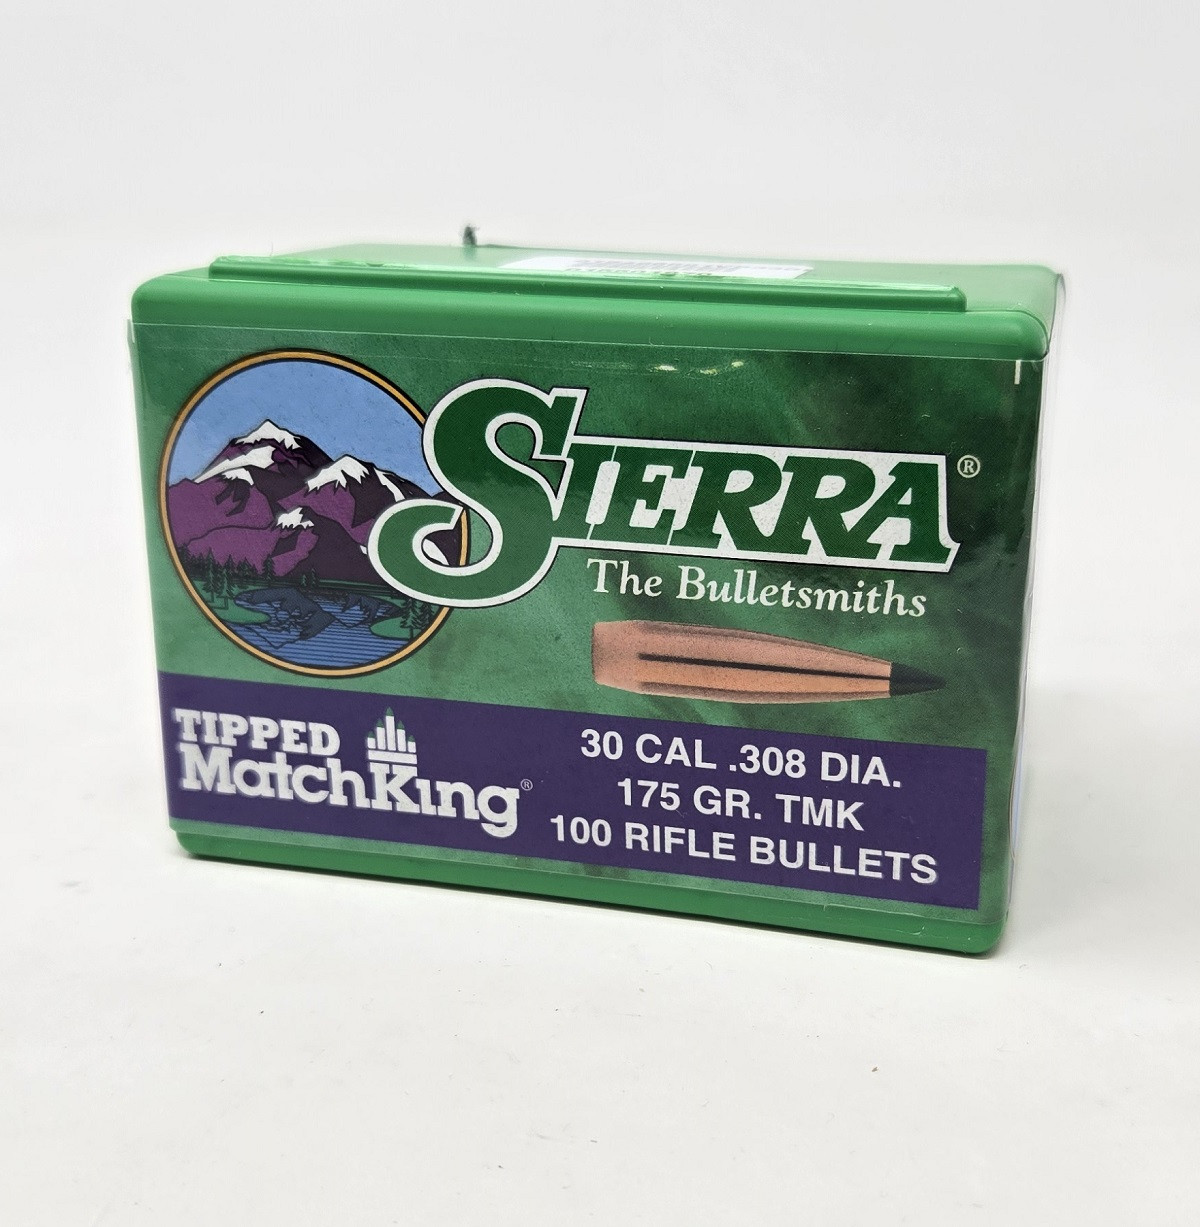 SIERRA®
The Bulletsmiths
TIPPED
MatchKing®
30 CAL .308 DIA.
175 GR. TMK
100 RIFLE BULLETS